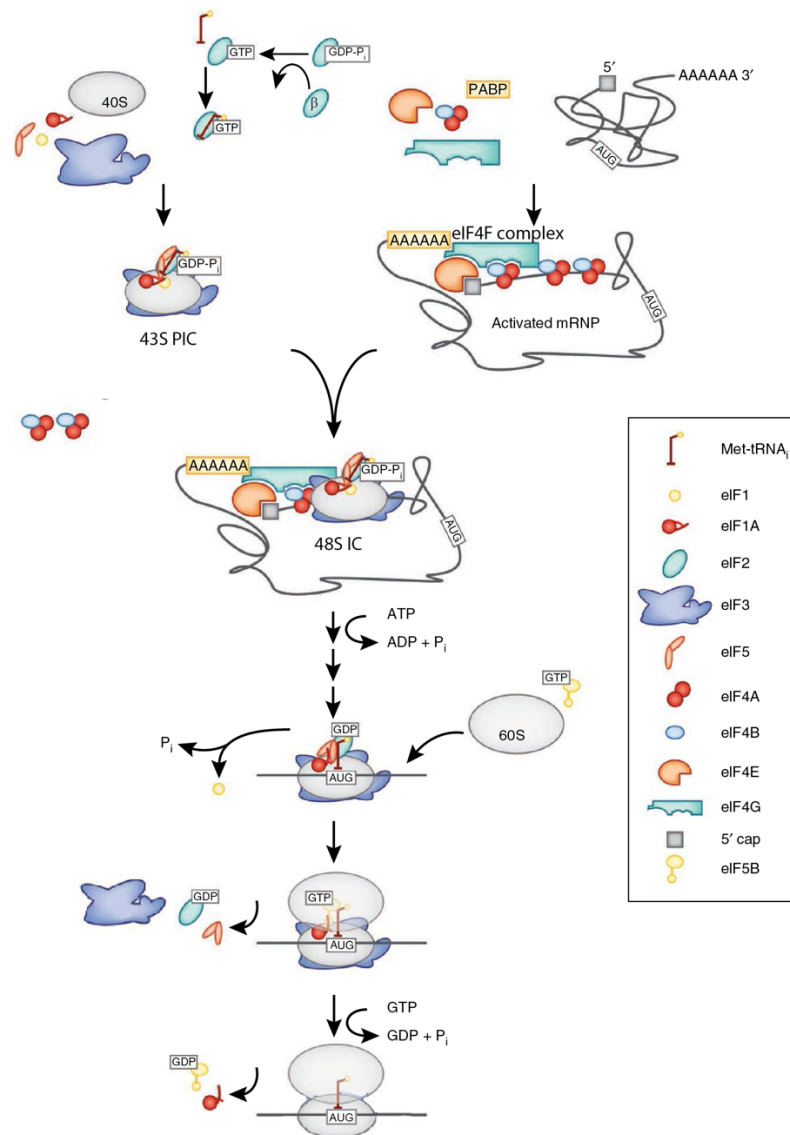 GTP
GDP-Pi
β
GTP
40S
PABP
5′
AAAAAA 3′
AUG
GDP-Pi
43S PIC
AAAAAA
eIF4F complex
AUG
Activated mRNP
AAAAAA
GDP-Pi
AUG
48S IC
ATP
ADP + Pi
GTP
60S
Pi
GDP
AUG
GDP
GTP
AUG
GTP
GDP + Pi
GDP
AUG
Met-tRNAi
eIF1
eIF1A
eIF2
eIF3
eIF5
eIF4A
eIF4B
eIF4E
eIF4G
5′ cap
eIF5B